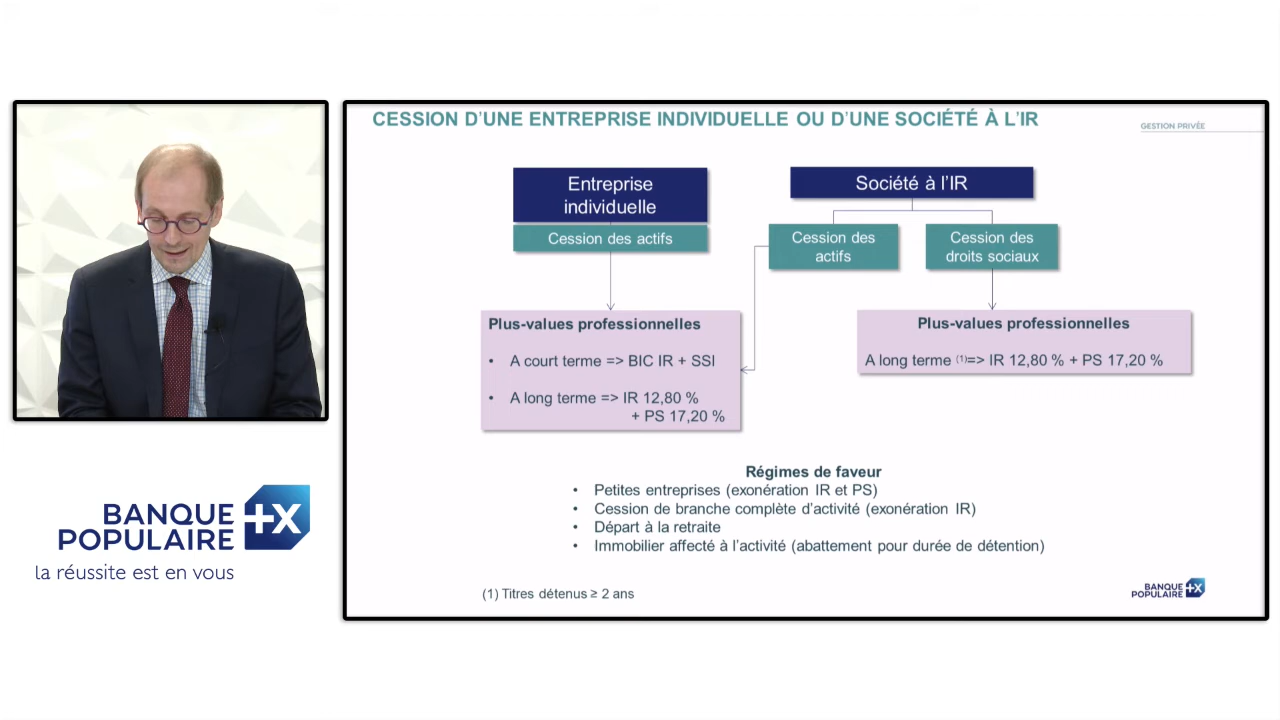 CESSION D'UNE ENTREPRISE INDIVIDUELLE OU D'UNE SOCIÉTÉ À L'IR
GESTION PRIVÉE
Entreprise
individuelle
Cession des actifs
Société à l'IR
Cession des
actifs
Cession des
droits sociaux
Plus-values professionnelles
• A court terme => BIC IR + SSI
• A long terme => IR 12,80 %
+ PS 17,20 %
Plus-values professionnelles
A long terme (1)=> IR 12,80 % + PS 17,20 %
Régimes de faveur
• Petites entreprises (exonération IR et PS)
• Cession de branche complète d'activité (exonération IR)
• Départ à la retraite
• Immobilier affecté à l'activité (abattement pour durée de détention)
(1) Titres détenus ≥ 2 ans
BANQUE
POPULAIRE
+X
BANQUE
POPULAIRE
+X
la réussite est en vous